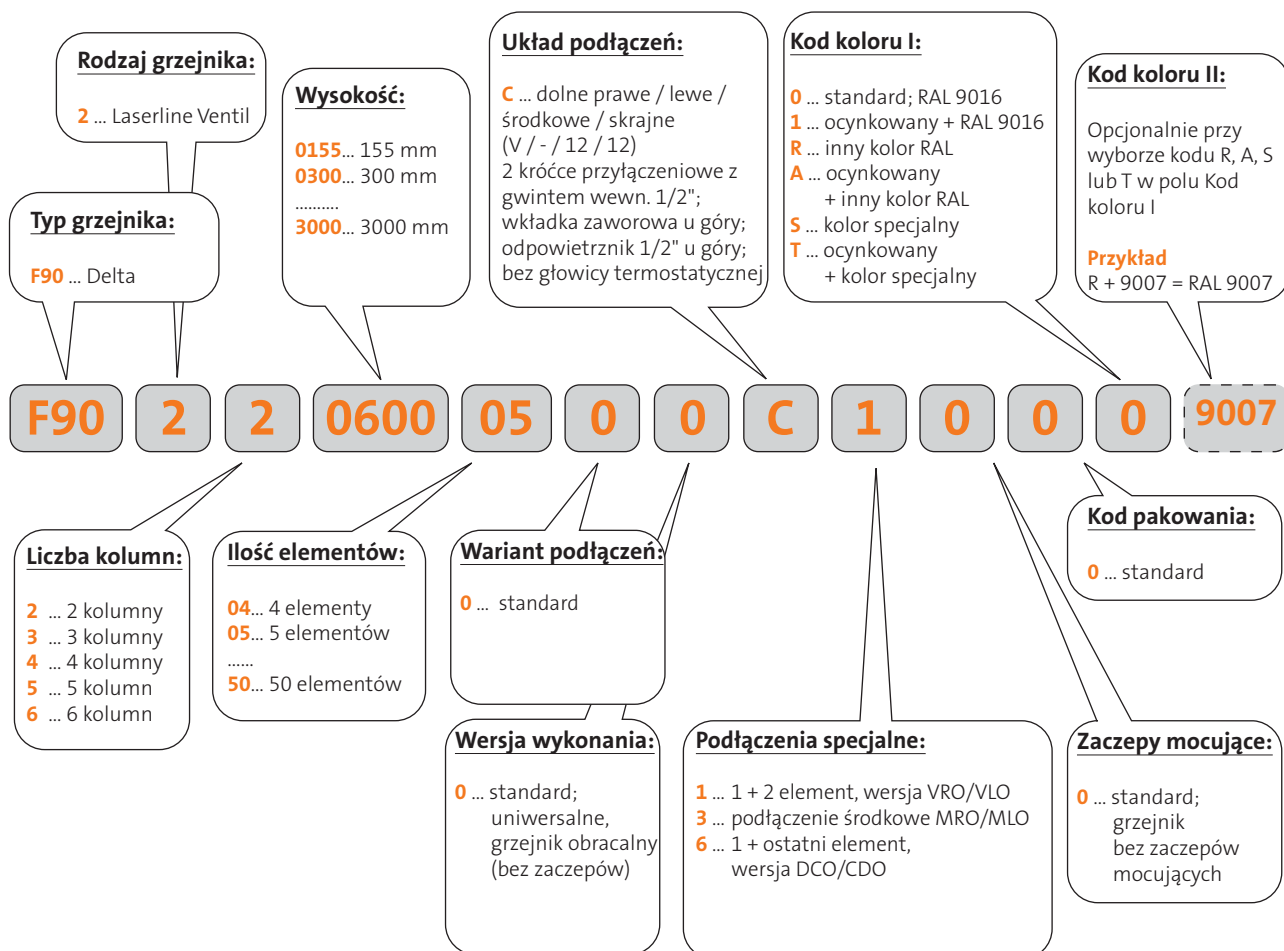 Rodzaj grzejnika:
2 ... Laserline Ventil
Typ grzejnika:
F90 ... Delta
Wysokość:
0155... 155 mm
0300... 300 mm
..........
3000... 3000 mm
Układ podłączeń:
C ... dolne prawe / lewe /
środkowe / skrajne
(V / - / 12 / 12)
2 króćce przyłączeniowe z
gwintem wewn. 1/2";
wkładka zaworowa u góry;
odpowietrznik 1/2" u góry;
bez głowicy termostatycznej
Kod koloru I:
0 ... standard; RAL 9016
1 ... ocynkowany + RAL 9016
R ... inny kolor RAL
A ... ocynkowany
+ inny kolor RAL
S ... kolor specjalny
T ... ocynkowany
+ kolor specjalny
Kod koloru II:
Opcjonalnie przy
wyborze kodu R, A, S
lub T w polu Kod
koloru I
Przykład
R + 9007 = RAL 9007
F90 2 2 0600 05 0 0 C 1 0 0 0 9007
Liczba kolumn:
2 ... 2 kolumny
3 ... 3 kolumny
4 ... 4 kolumny
5 ... 5 kolumn
6 ... 6 kolumn
Ilość elementów:
04... 4 elementy
05... 5 elementów
......
50... 50 elementów
Wariant podłączeń:
0 ... standard
Wersja wykonania:
0 ... standard;
uniwersalne,
grzejnik obracalny
(bez zaczepów)
Podłączenia specjalne:
1 ... 1 + 2 element, wersja VRO/VLO
3 ... podłączenie środkowe MRO/MLO
6 ... 1 + ostatni element,
wersja DCO/CDO
Kod pakowania:
0 ... standard
Zaczepy mocujące:
0 ... standard;
grzejnik
bez zaczepów
mocujących